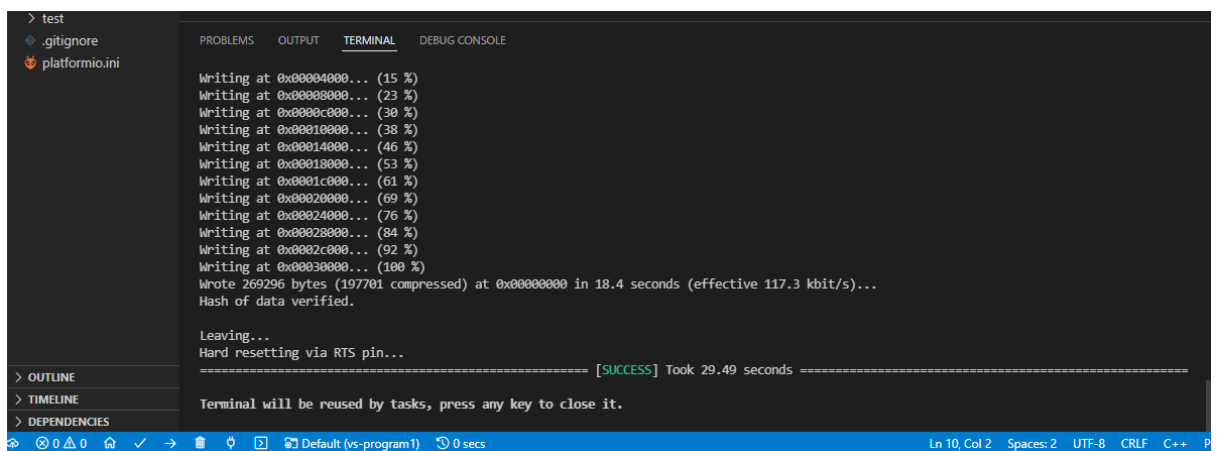 > test
.gitignore
platformio.ini
PROBLEMS OUTPUT TERMINAL DEBUG CONSOLE
Writing at 0x00004000... (15 %)
Writing at 0x00008000... (23 %)
Writing at 0x0000c000... (30 %)
Writing at 0x00010000... (38 %)
Writing at 0x00014000... (46 %)
Writing at 0x00018000... (53 %)
Writing at 0x0001c000... (61 %)
Writing at 0x00020000... (69 %)
Writing at 0x00024000... (76 %)
Writing at 0x00028000... (84 %)
Writing at 0x0002c000... (92 %)
Writing at 0x00030000... (100 %)
Wrote 269296 bytes (197701 compressed) at 0x00000000 in 18.4 seconds (effective 117.3 kbit/s)...
Hash of data verified.
Leaving...
Hard resetting via RTS pin...
===================================================== [SUCCESS] Took 29.49 seconds =====================================================
Terminal will be reused by tasks, press any key to close it.
> OUTLINE
> TIMELINE
> DEPENDENCIES
0 0 Default (vs-program1) 0 secs Ln 10, Col 2 Spaces: 2 UTF-8 CRLF C++ P